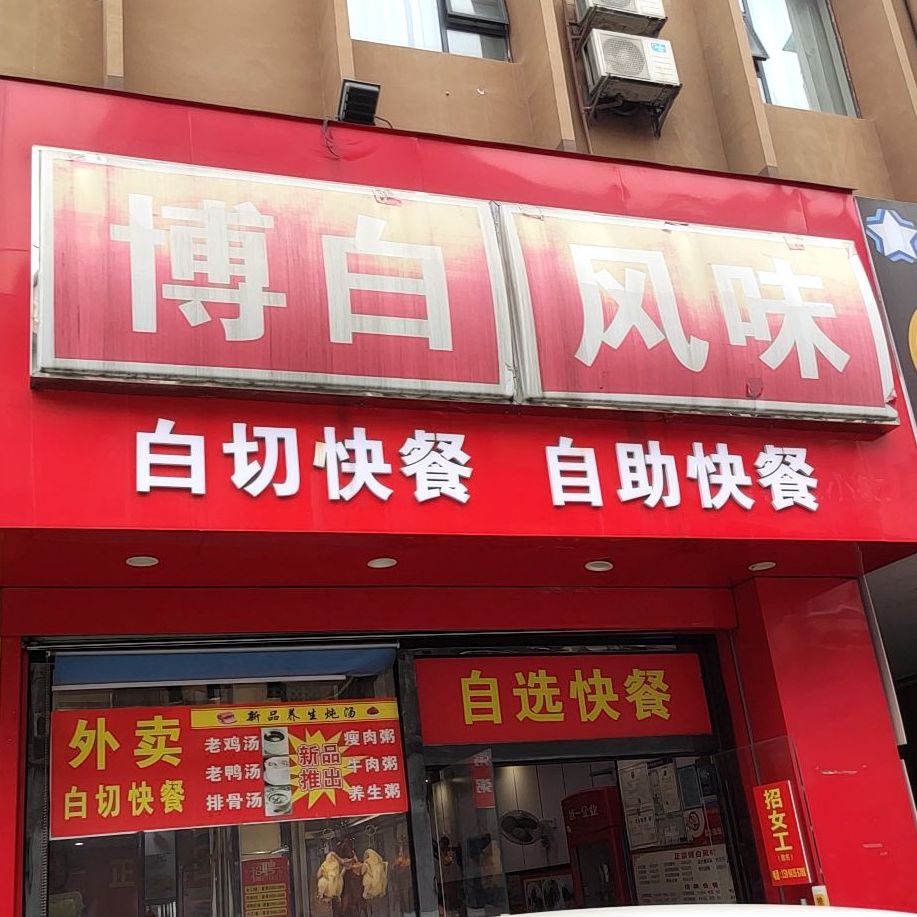 博白风味
白切快餐 自助快餐
自选快餐
外卖
白切快餐
新品养生炖汤
老鸡汤
老鸭汤
排骨汤
新品
推出
瘦肉粥
牛肉粥
养生粥
招女工